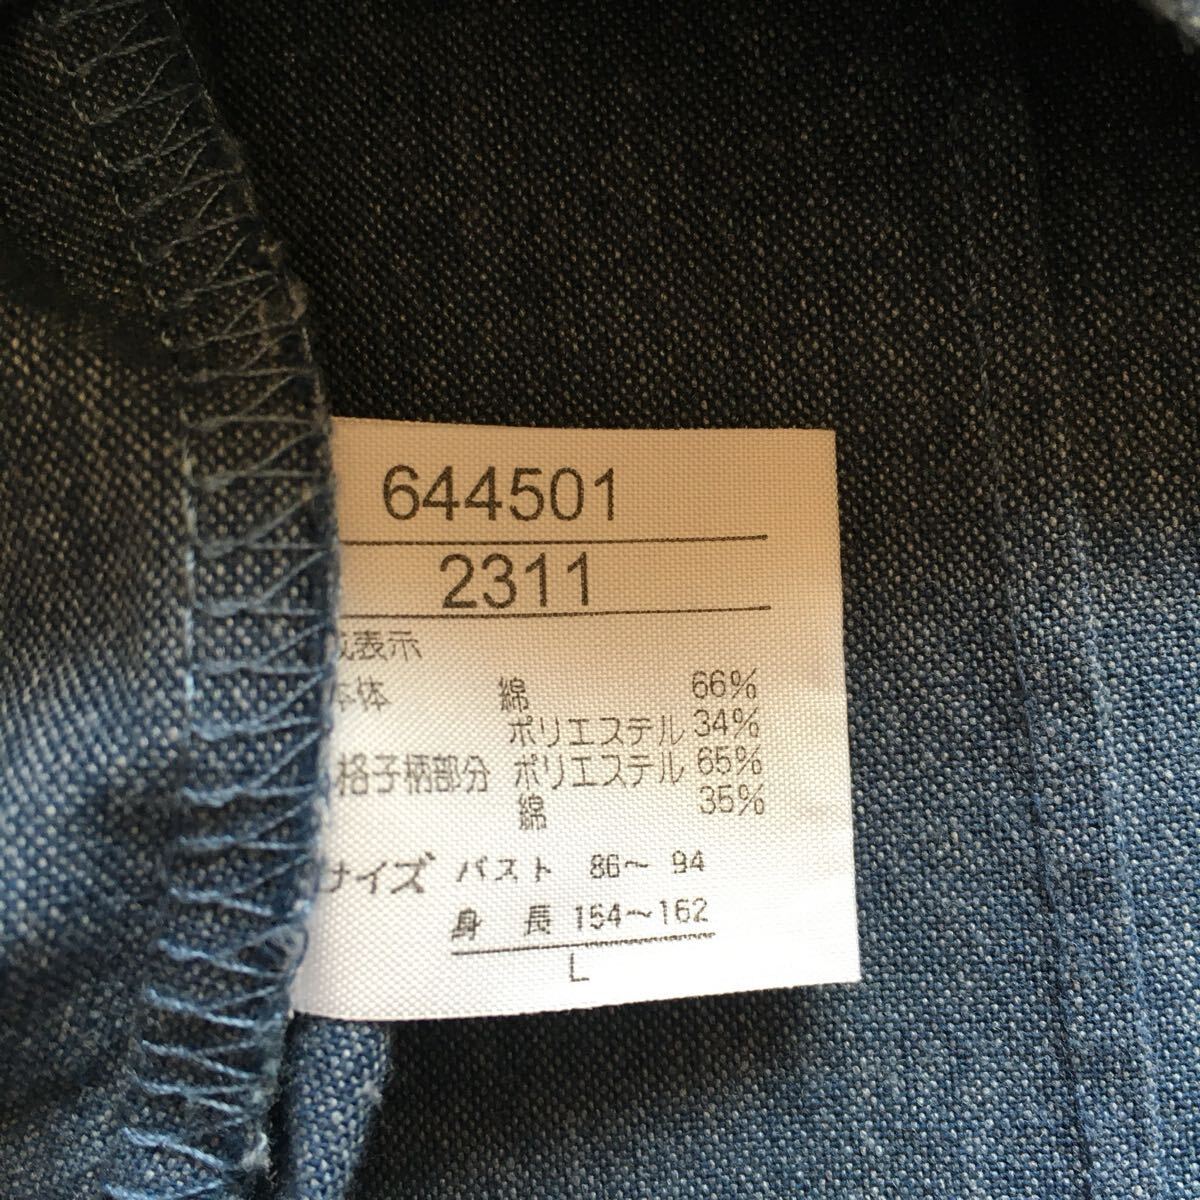 644501
2311
成表示
本体 綿 66%
ポリエステル 34%
格子柄部分 ポリエステル 65%
綿 35%
サイズ バスト 86～ 94
身 長 154～162
L